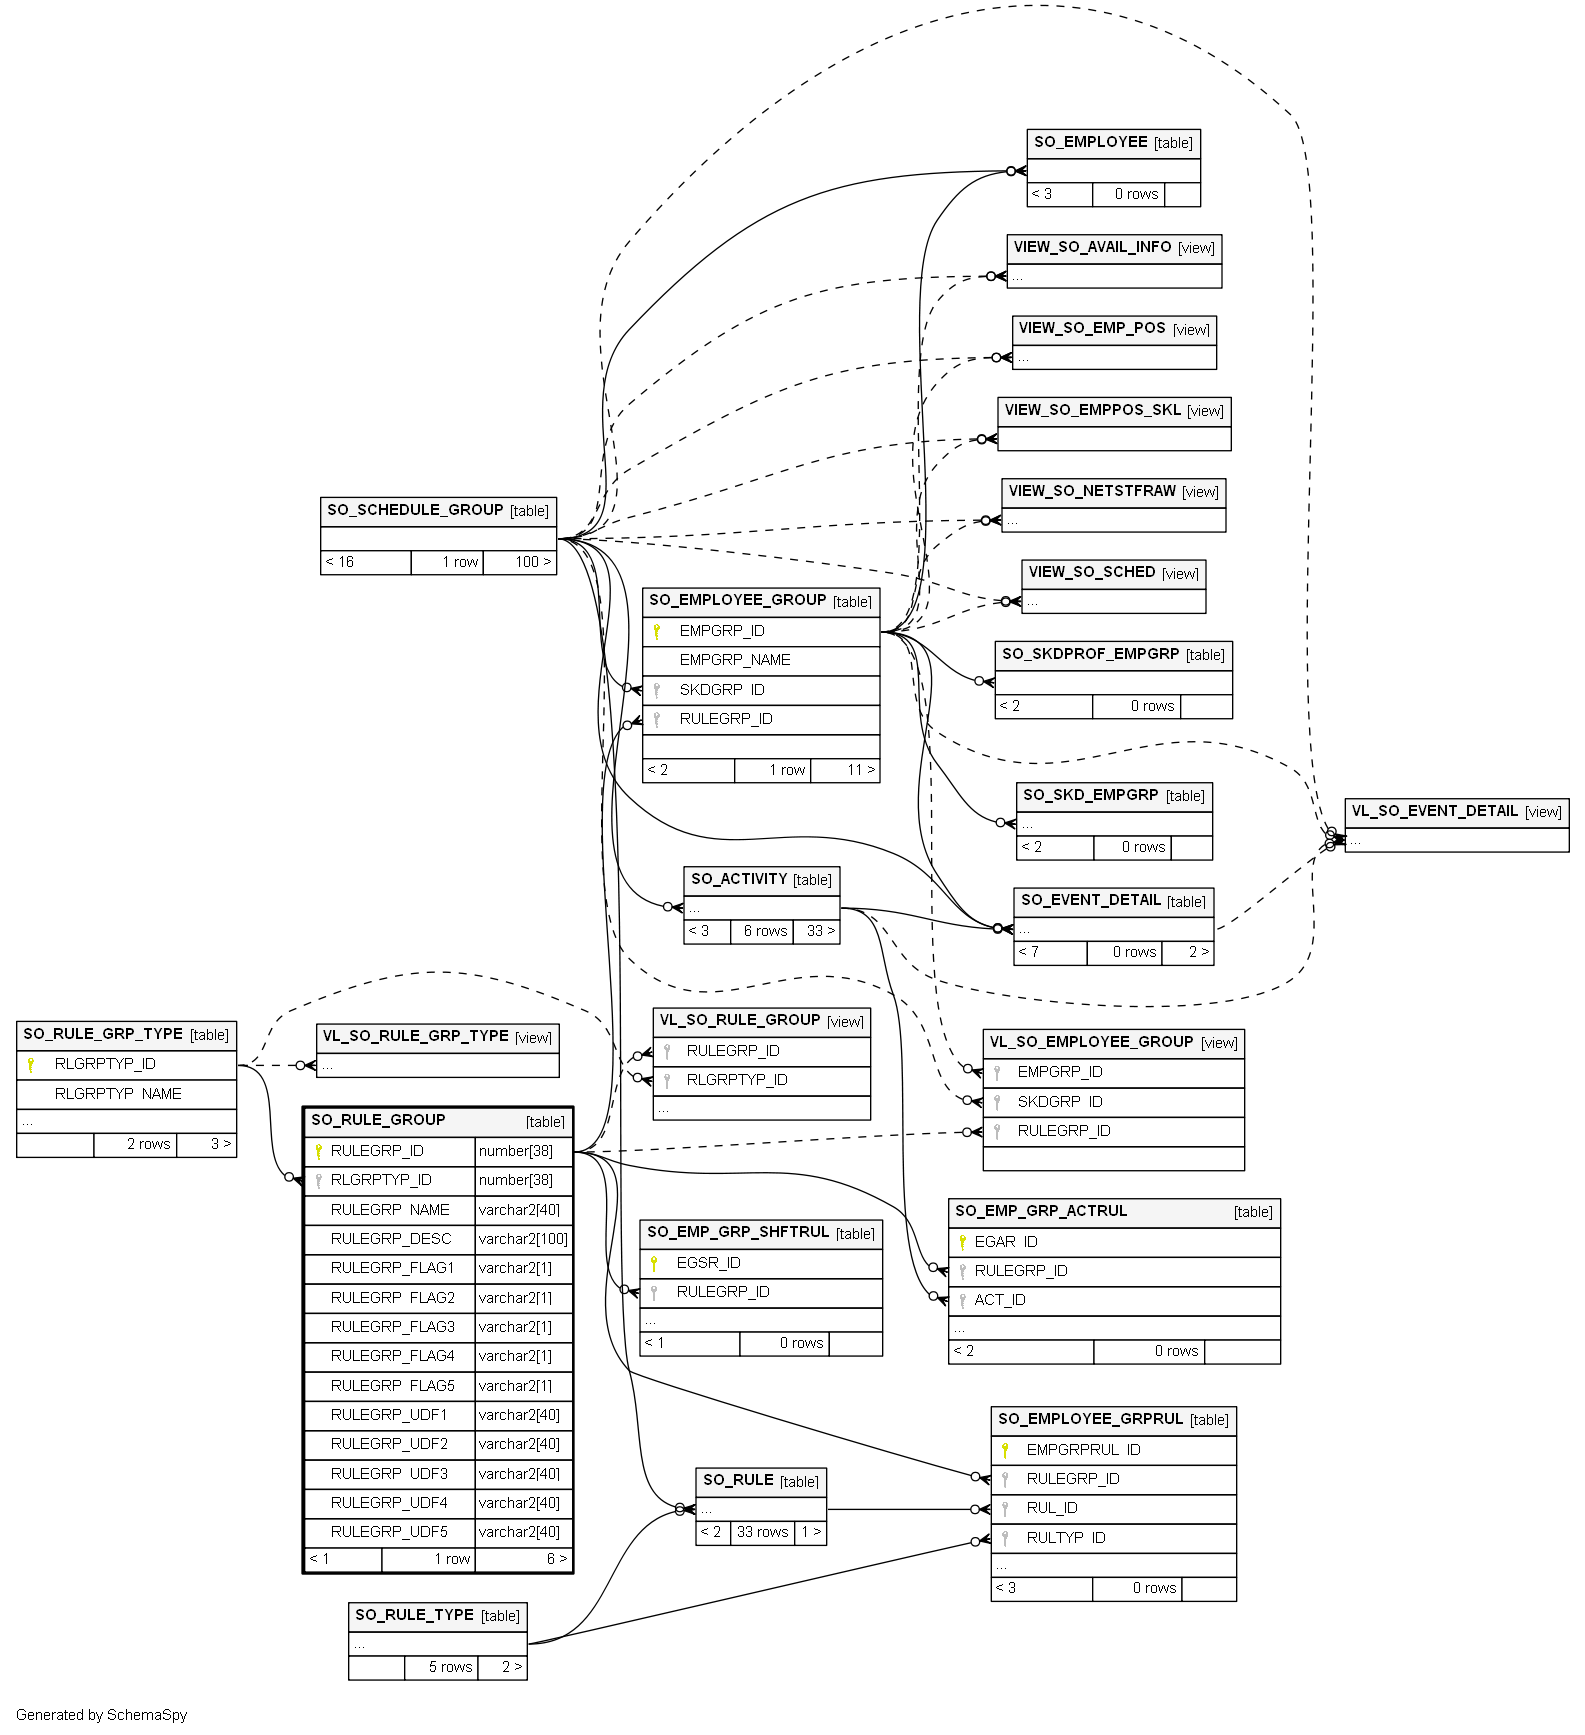 SO_EMPLOYEE [table]
< 3 0 rows
VIEW_SO_AVAIL_INFO [view]
...
VIEW_SO_EMP_POS [view]
...
VIEW_SO_EMPPOS_SKL [view]
VIEW_SO_NETSTFRAW [view]
...
VIEW_SO_SCHED [view]
...
SO_SCHEDULE_GROUP [table]
< 16 1 row 100 >
SO_EMPLOYEE_GROUP [table]
EMPGRP_ID
EMPGRP_NAME
SKDGRP_ID
RULEGRP_ID
< 2 1 row 11 >
SO_SKDPROF_EMPGRP [table]
< 2 0 rows
SO_SKD_EMPGRP [table]
...
< 2 0 rows
VL_SO_EVENT_DETAIL [view]
...
SO_ACTIVITY [table]
...
< 3 6 rows 33 >
SO_EVENT_DETAIL [table]
...
< 7 0 rows 2 >
SO_RULE_GRP_TYPE [table]
RLGRPTYP_ID
RLGRPTYP_NAME
...
2 rows 3 >
VL_SO_RULE_GRP_TYPE [view]
...
VL_SO_RULE_GROUP [view]
RULEGRP_ID
RLGRPTYP_ID
...
VL_SO_EMPLOYEE_GROUP [view]
EMPGRP_ID
SKDGRP_ID
RULEGRP_ID
SO_RULE_GROUP [table]
RULEGRP_ID number[38]
RLGRPTYP_ID number[38]
RULEGRP_NAME varchar2[40]
RULEGRP_DESC varchar2[100]
RULEGRP_FLAG1 varchar2[1]
RULEGRP_FLAG2 varchar2[1]
RULEGRP_FLAG3 varchar2[1]
RULEGRP_FLAG4 varchar2[1]
RULEGRP_FLAG5 varchar2[1]
RULEGRP_UDF1 varchar2[40]
RULEGRP_UDF2 varchar2[40]
RULEGRP_UDF3 varchar2[40]
RULEGRP_UDF4 varchar2[40]
RULEGRP_UDF5 varchar2[40]
< 1 1 row 6 >
SO_EMP_GRP_SHFTRUL [table]
EGSR_ID
RULEGRP_ID
...
< 1 0 rows
SO_EMP_GRP_ACTRUL [table]
EGAR_ID
RULEGRP_ID
ACT_ID
...
< 2 0 rows
SO_EMPLOYEE_GRPRUL [table]
EMPGRPRUL_ID
RULEGRP_ID
RUL_ID
RULTYP_ID
...
< 3 0 rows
SO_RULE [table]
...
< 2 33 rows 1 >
SO_RULE_TYPE [table]
...
5 rows 2 >
Generated by SchemaSpy